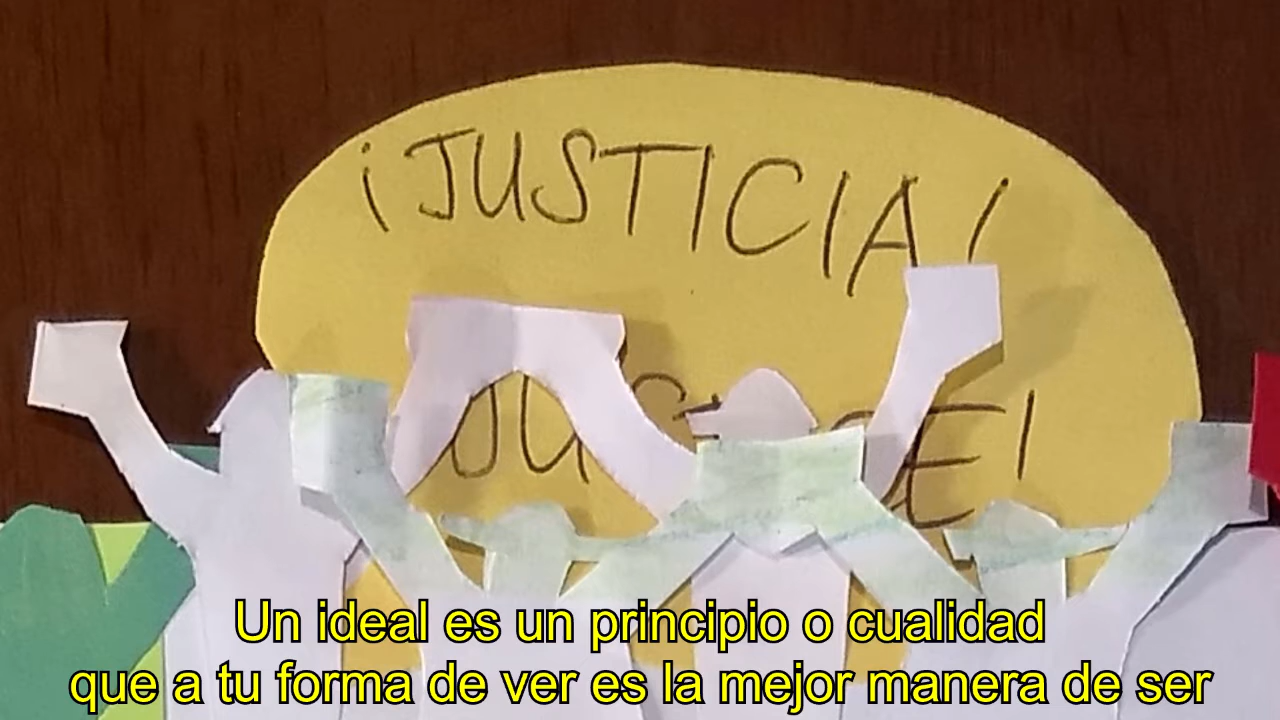 ¡JUSTICIA!
Un ideal es un principio o cualidad
que a tu forma de ver es la mejor manera de ser